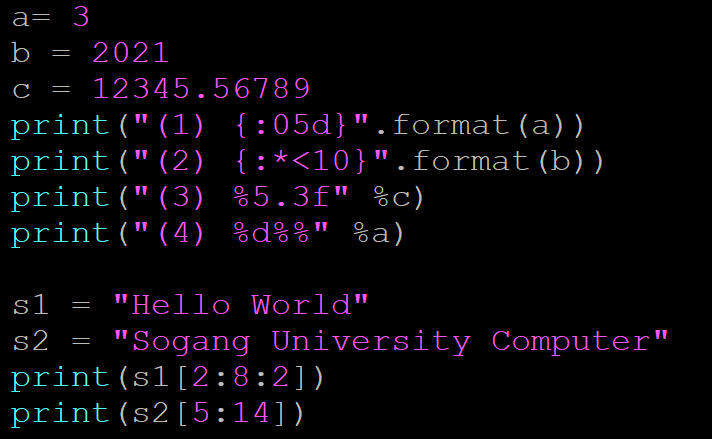 a= 3
b = 2021
c = 12345.56789
print("(1) {:05d}".format(a))
print("(2) {:*<10}".format(b))
print("(3) %5.3f" %c)
print("(4) %d%%" %a)
s1 = "Hello World"
s2 = "Sogang University Computer"
print(s1[2:8:2])
print(s2[5:14])